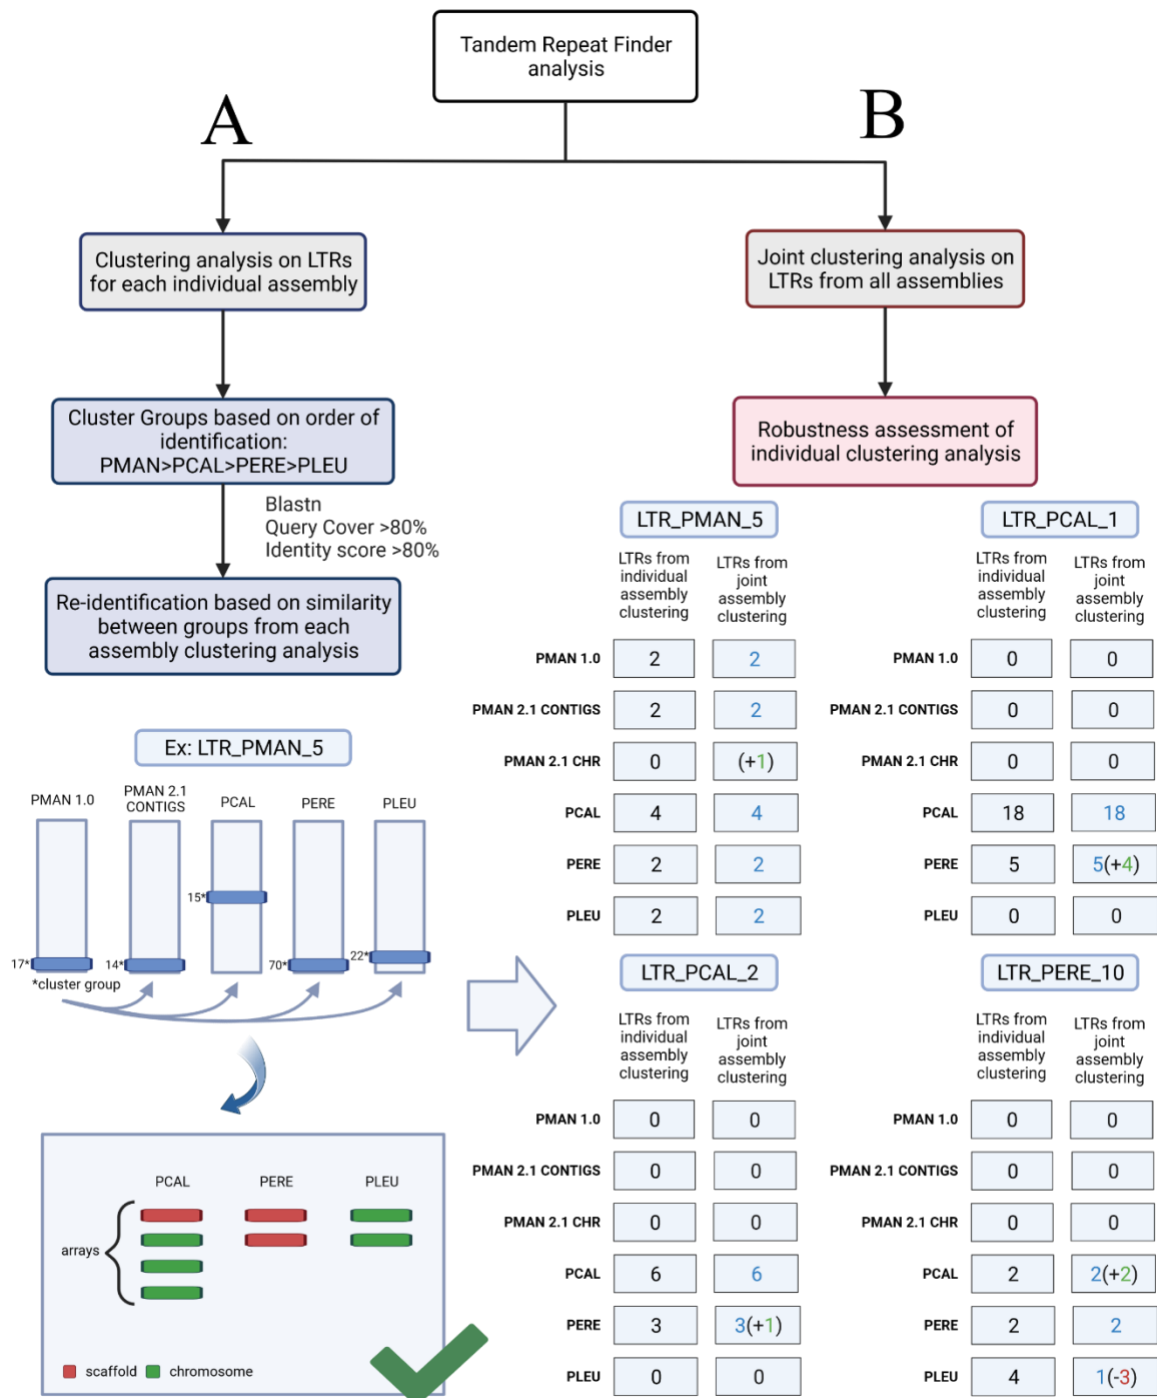 Tandem Repeat Finder
analysis
A
B
Clustering analysis on LTRs
for each individual assembly
Cluster Groups based on order of
identification:
PMAN>PCAL>PERE>PLEU
Blastn
Query Cover >80%
Identity score >80%
Re-identification based on similarity
between groups from each
assembly clustering analysis
Ex: LTR_PMAN_5
PMAN 1.0
PMAN 2.1
CONTIGS
PCAL
PERE
PLEU
17*
14*
15*
70*
22*
*cluster group
PCAL
PERE
PLEU
arrays
scaffold
chromosome
Joint clustering analysis on
LTRs from all assemblies
Robustness assessment of
individual clustering analysis
LTR_PMAN_5
LTRs from
individual
assembly
clustering
LTRs from
joint
assembly
clustering
PMAN 1.0 2 2
PMAN 2.1 CONTIGS 2 2
PMAN 2.1 CHR 0 (+1)
PCAL 4 4
PERE 2 2
PLEU 2 2
LTR_PCAL_1
LTRs from
individual
assembly
clustering
LTRs from
joint
assembly
clustering
PMAN 1.0 0 0
PMAN 2.1 CONTIGS 0 0
PMAN 2.1 CHR 0 0
PCAL 18 18
PERE 5 5(+4)
PLEU 0 0
LTR_PCAL_2
LTRs from
individual
assembly
clustering
LTRs from
joint
assembly
clustering
PMAN 1.0 0 0
PMAN 2.1 CONTIGS 0 0
PMAN 2.1 CHR 0 0
PCAL 6 6
PERE 3 3(+1)
PLEU 0 0
LTR_PERE_10
LTRs from
individual
assembly
clustering
LTRs from
joint
assembly
clustering
PMAN 1.0 0 0
PMAN 2.1 CONTIGS 0 0
PMAN 2.1 CHR 0 0
PCAL 2 2(+2)
PERE 2 2
PLEU 4 1(-3)